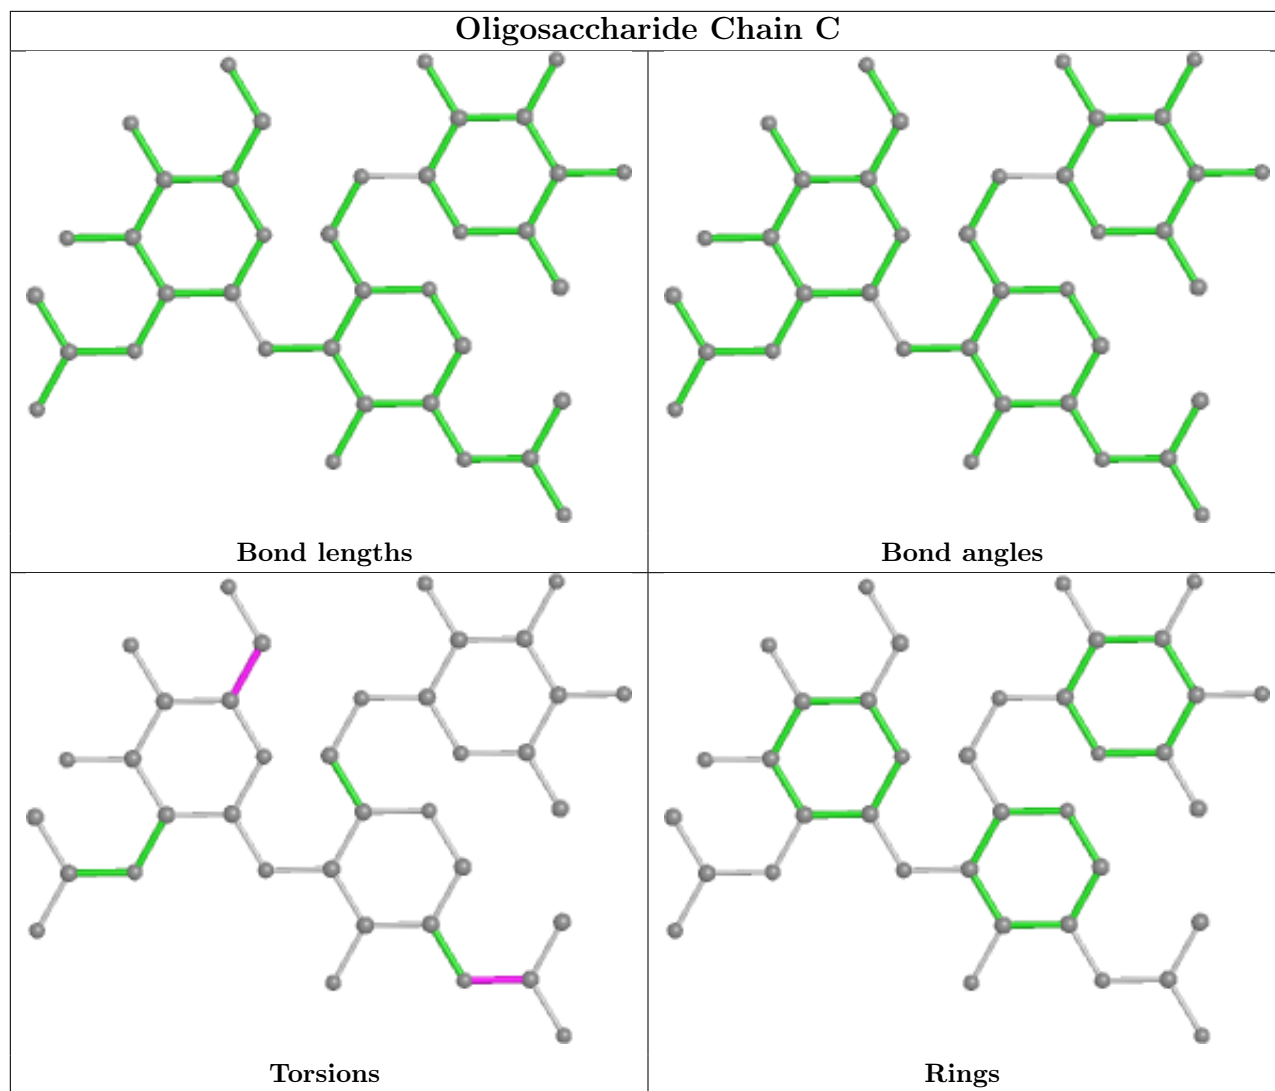 Oligosaccharide Chain C
Bond lengths
Bond angles
Torsions
Rings